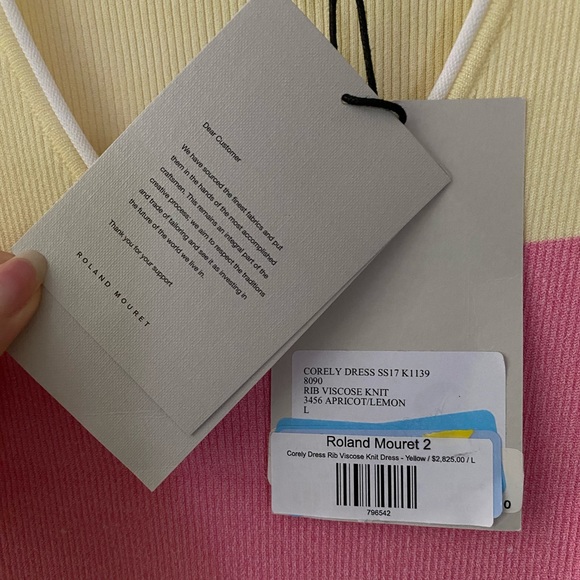 Dear Customer
We have sourced the finest fabrics and put
them in the hands of the most accomplished
craftsmen. This remains an integral part of the
creative process; we aim to respect the traditions
and trade of tailoring and see it as investing in
the future of the world we live in.
Thank you for your support
ROLAND MOURET
CORELY DRESS SS17 K1139
8090
RIB VISCOSE KNIT
3456 APRICOT/LEMON
L
Roland Mouret 2
Corely Dress Rib Viscose Knit Dress - Yellow / $2,825.00 / L
796542
0